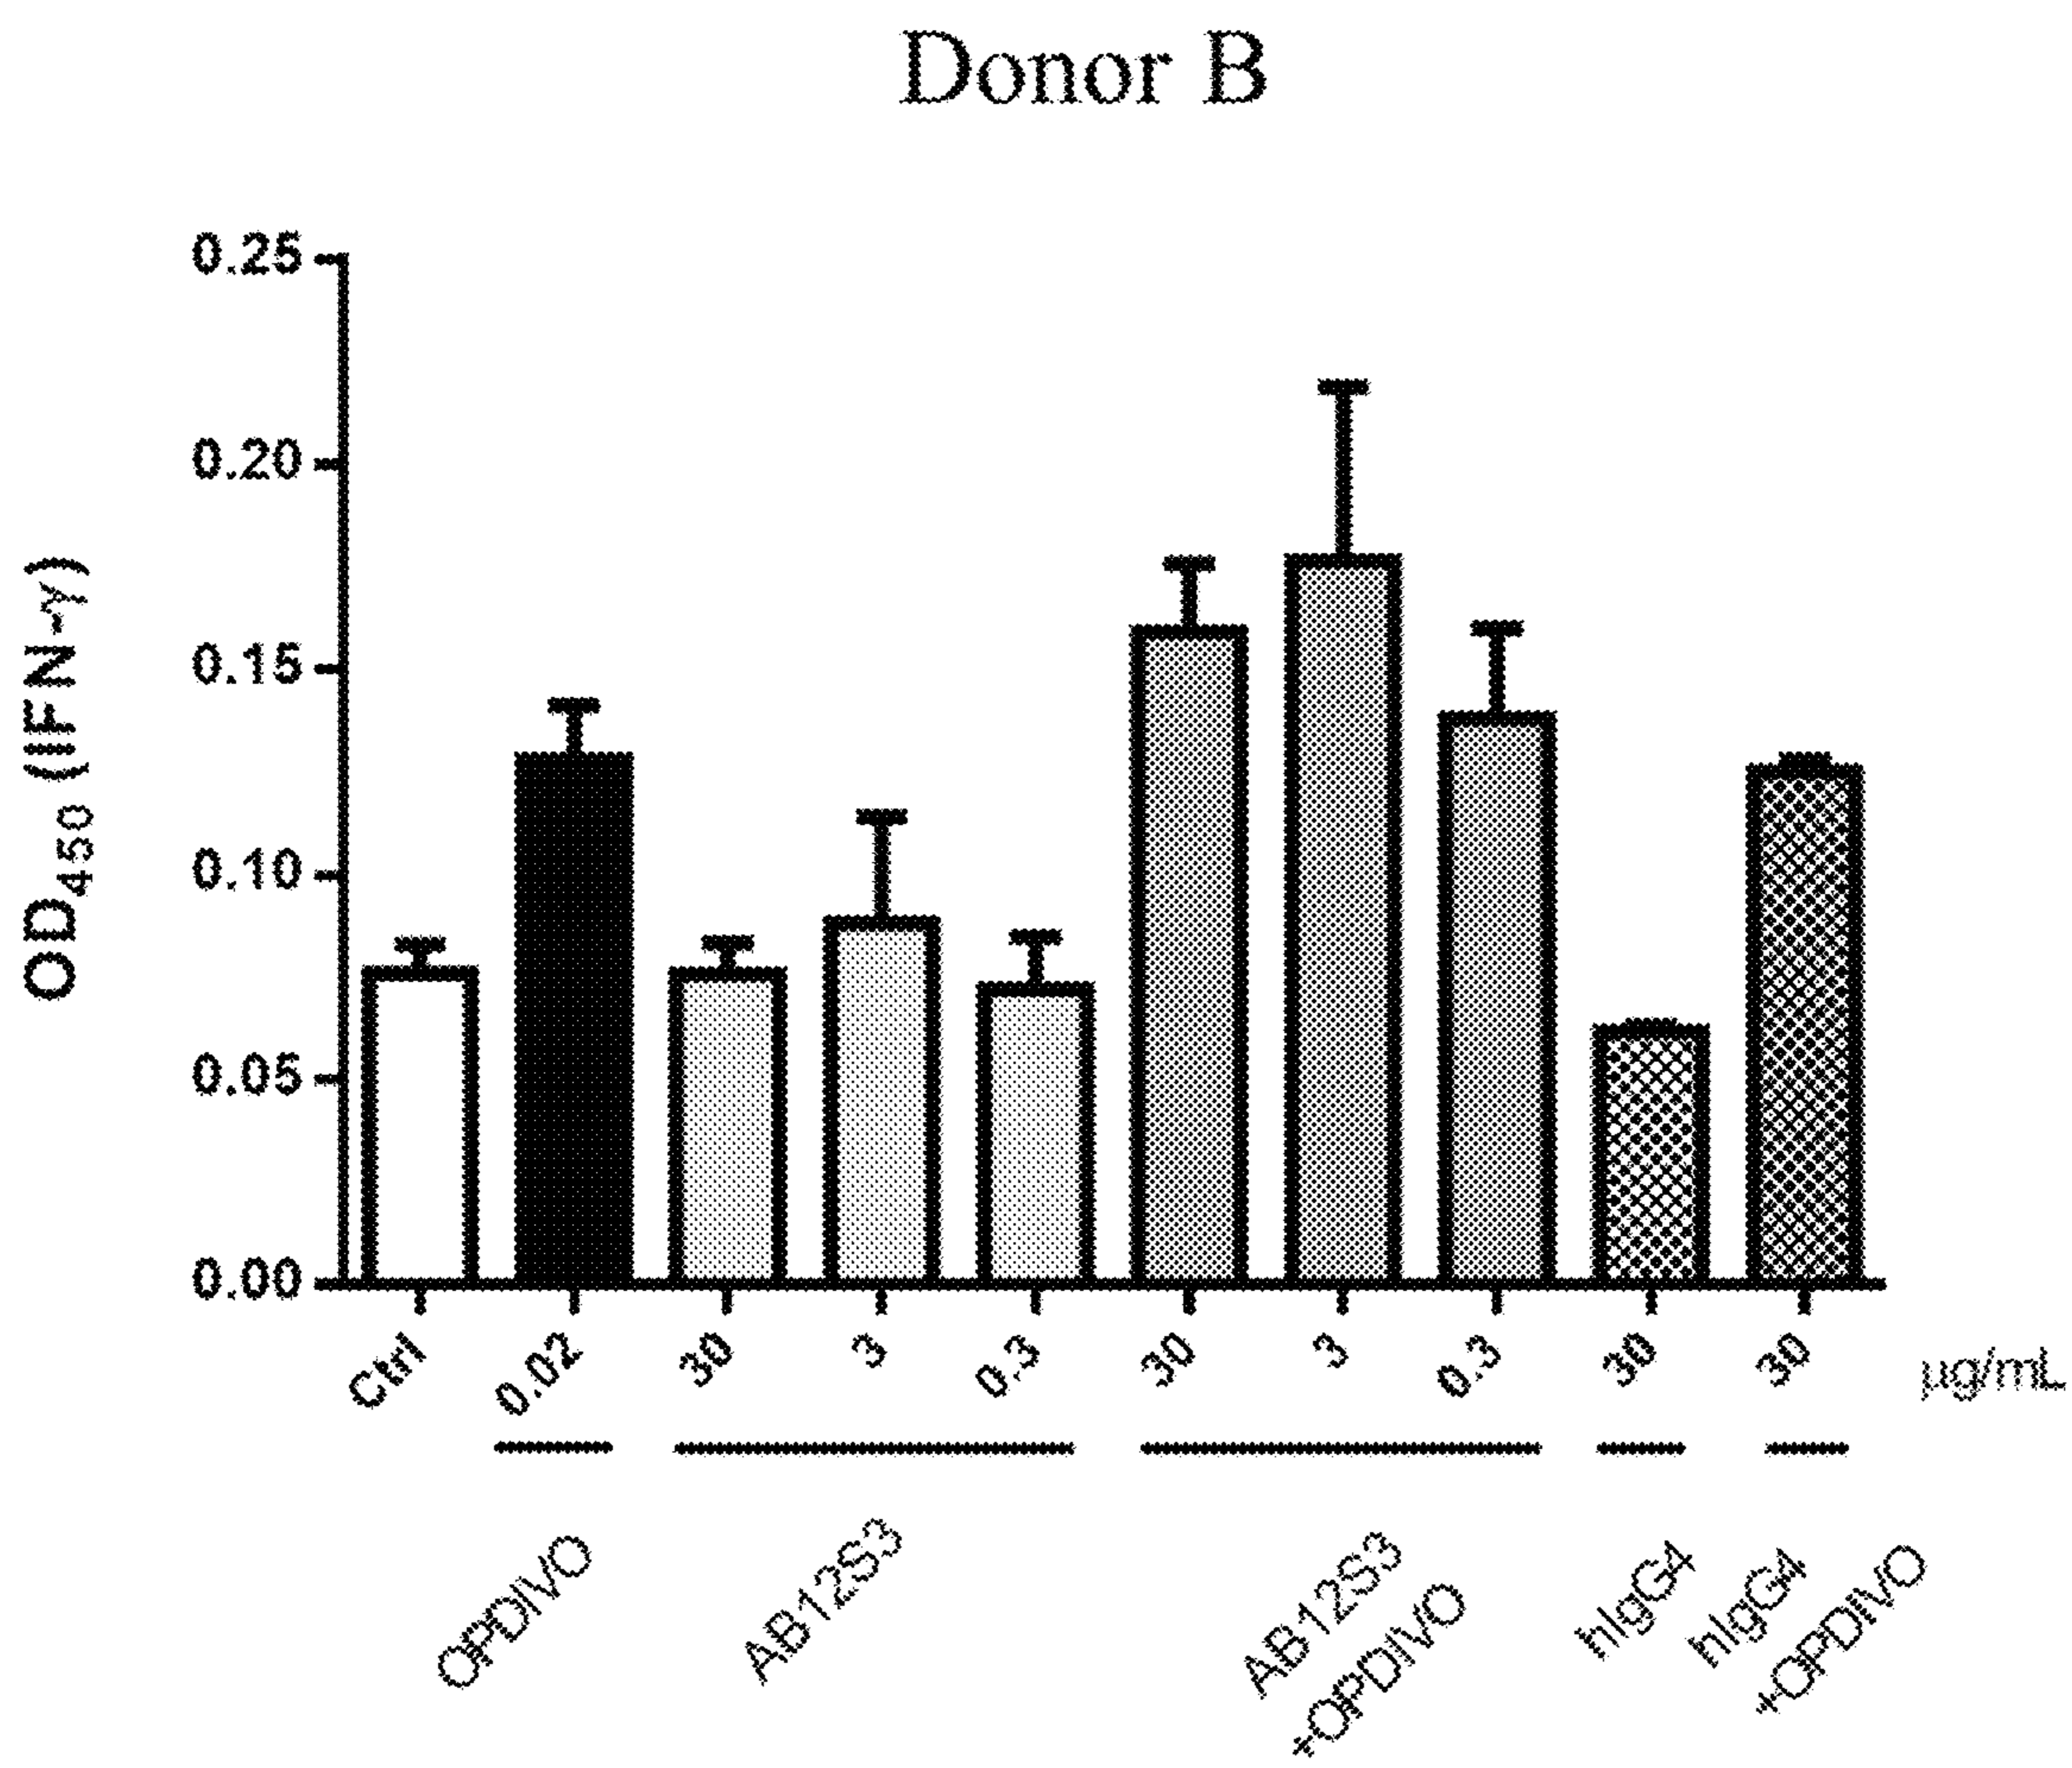 Donor B
0.25
0.20
0.15
0.10
0.05
0.00
OD450 (IFN-γ)
Ctrl 0.02 30 3 0.3 30 3 0.3 30 30 µg/mL
OPDIVO
AB12S3
AB12S3
+OPDIVO
hIgG4
hIgG4
+OPDIVO